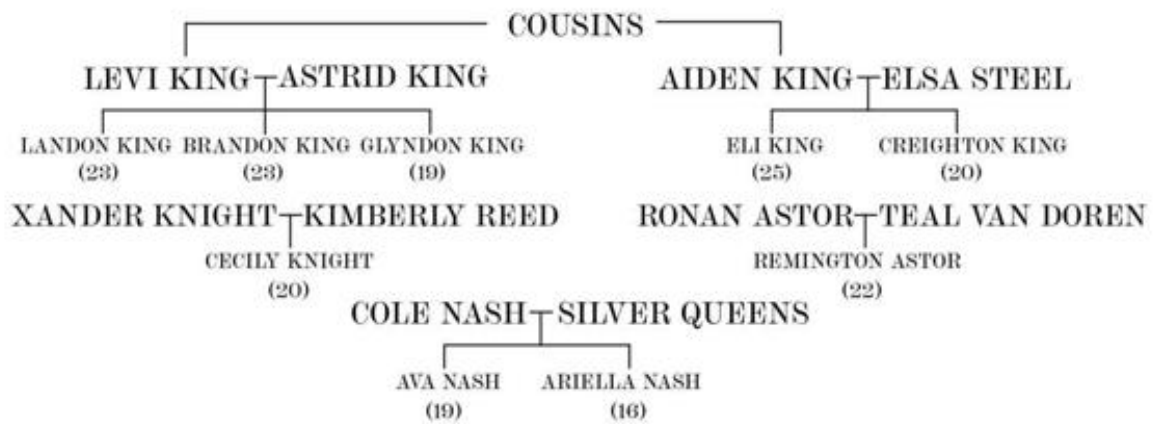 COUSINS
LEVI KING ASTRID KING AIDEN KING ELSA STEEL
LANDON KING BRANDON KING GLYNDON KING ELI KING CREIGHTON KING
(23) (23) (19) (25) (20)
XANDER KNIGHT KIMBERLY REED RONAN ASTOR TEAL VAN DOREN
CECILY KNIGHT REMINGTON ASTOR
(20) (22)
COLE NASH SILVER QUEENS
AVA NASH ARIELLA NASH
(19) (16)